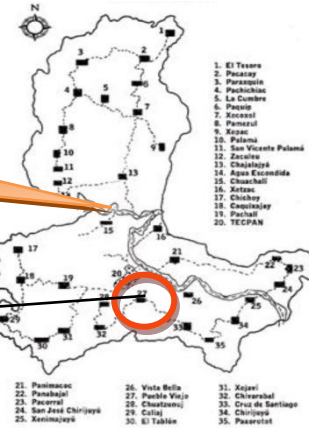 N
1
2
3
4
5
6
7
8
9
10
11
12
13
15
16
17
18
19
20
21
22
23
24
25
26
27
28
29
30
31
32
33
34
35
1. El Tesoro
2. Pacacay
3. Paraxquin
4. Pachichiac
5. La Cumbre
6. Paquip
7. Xecoxol
8. Pamezul
9. Xepac
10. Palamá
11. San Vicente Palamá
12. Zaculeu
13. Chajalajyá
14. Agua Escondida
15. Chuachalí
16. Xetzac
17. Chichoy
18. Caquixajay
19. Pachalí
20. TECPAN
21. Panimacac
22. Panabajal
23. Pacorral
24. San José Chirijuyú
25. Xenimajuyú
26. Vista Bella
27. Pueblo Viejo
28. Chuatzunuj
29. Caliaj
30. El Tablón
31. Xejaví
32. Chivarabal
33. Cruz de Santiago
34. Chirijuyú
35. Paxorotot